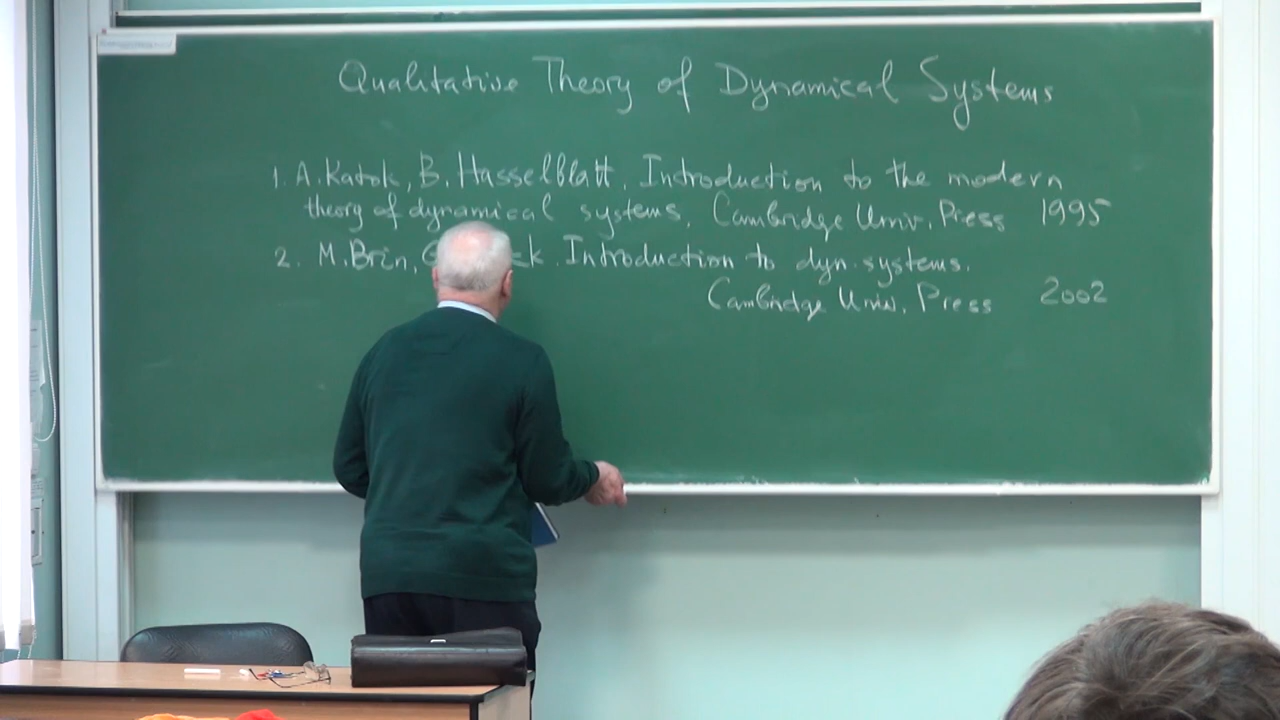 Qualitative Theory of Dynamical Systems
1. A. Katok, B. Hasselblatt. Introduction to the modern
theory of dynamical systems. Cambridge Univ. Press 1995
2. M. Brin, Introduction to dyn. systems.
Cambridge Univ. Press 2002